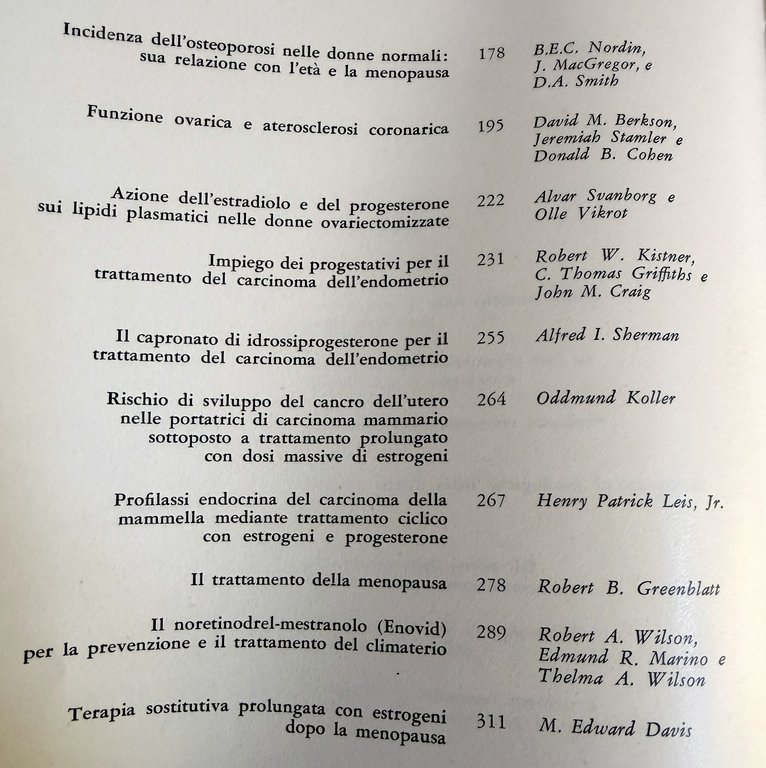 Incidenza dell'osteoporosi nelle donne normali: 178 B.E.C. Nordin,
sua relazione con l'età e la menopausa J. MacGregor, e
D.A. Smith
Funzione ovarica e aterosclerosi coronarica 195 David M. Berkson,
Jeremiah Stamler e
Donald B. Cohen
Azione dell'estradiolo e del progesterone 222 Alvar Svanborg e
sui lipidi plasmatici nelle donne ovariectomizzate Olle Vikrot
Impiego dei progestativi per il 231 Robert W. Kistner,
trattamento del carcinoma dell'endometrio C. Thomas Griffiths e
John M. Craig
Il capronato di idrossiprogesterone per il 255 Alfred I. Sherman
trattamento del carcinoma dell'endometrio
Rischio di sviluppo del cancro dell'utero 264 Oddmund Koller
nelle portatrici di carcinoma mammario
sottoposto a trattamento prolungato
con dosi massive di estrogeni
Profilassi endocrina del carcinoma della 267 Henry Patrick Leis, Jr.
mammella mediante trattamento ciclico
con estrogeni e progesterone
Il trattamento della menopausa 278 Robert B. Greenblatt
Il noretinodrel-mestranolo (Enovid) 289 Robert A. Wilson,
per la prevenzione e il trattamento del climaterio Edmund R. Marino e
Thelma A. Wilson
Terapia sostitutiva prolungata con estrogeni 311 M. Edward Davis
dopo la menopausa